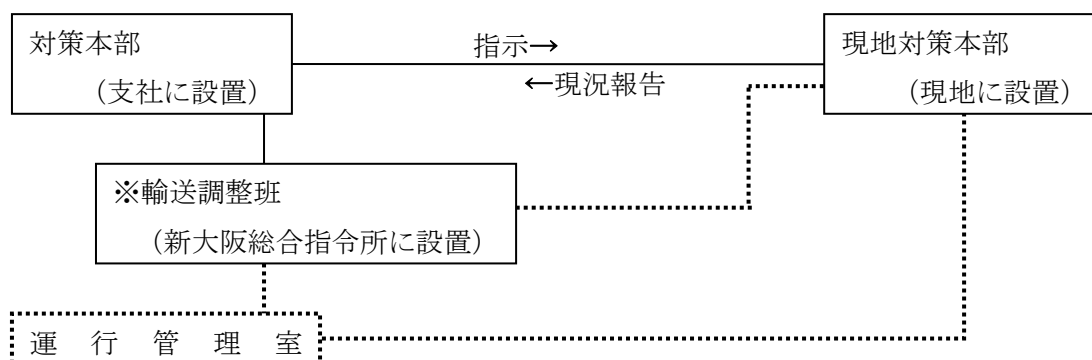 対策本部
（支社に設置）
指示→
←現況報告
現地対策本部
（現地に設置）
※輸送調整班
（新大阪総合指令所に設置）
運行管理室